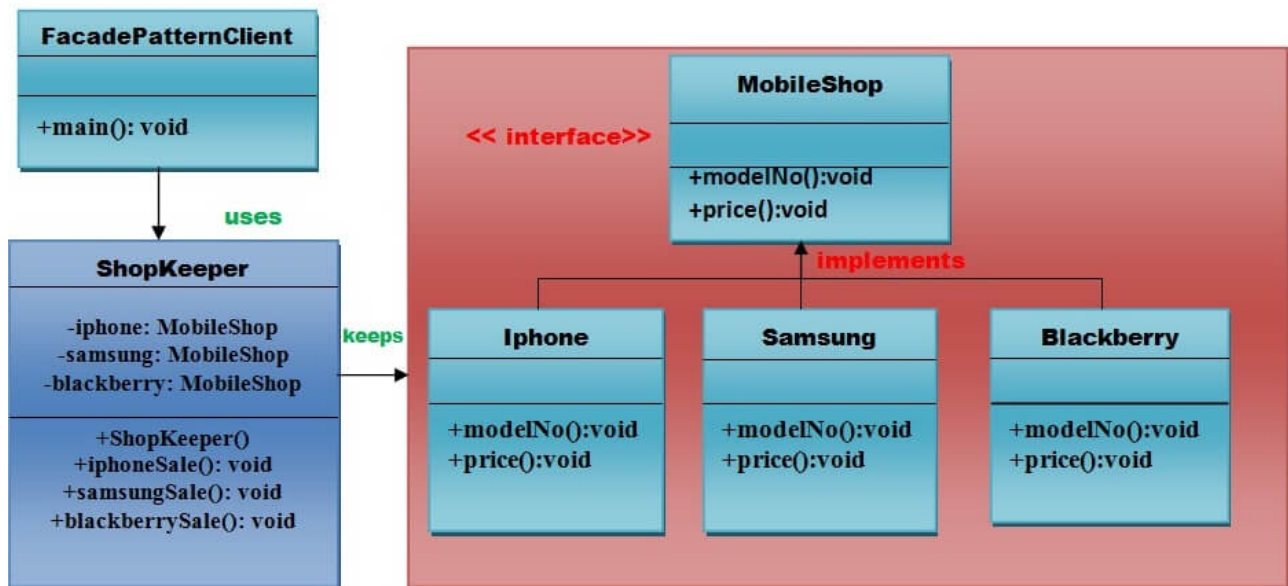 FacadePatternClient
+main(): void
uses
ShopKeeper
-iphone: MobileShop
-samsung: MobileShop
-blackberry: MobileShop
+ShopKeeper()
+iphoneSale(): void
+samsungSale(): void
+blackberrySale(): void
keeps
MobileShop
<< interface>>
+modelNo():void
+price():void
implements
Iphone
+modelNo():void
+price():void
Samsung
+modelNo():void
+price():void
Blackberry
+modelNo():void
+price():void